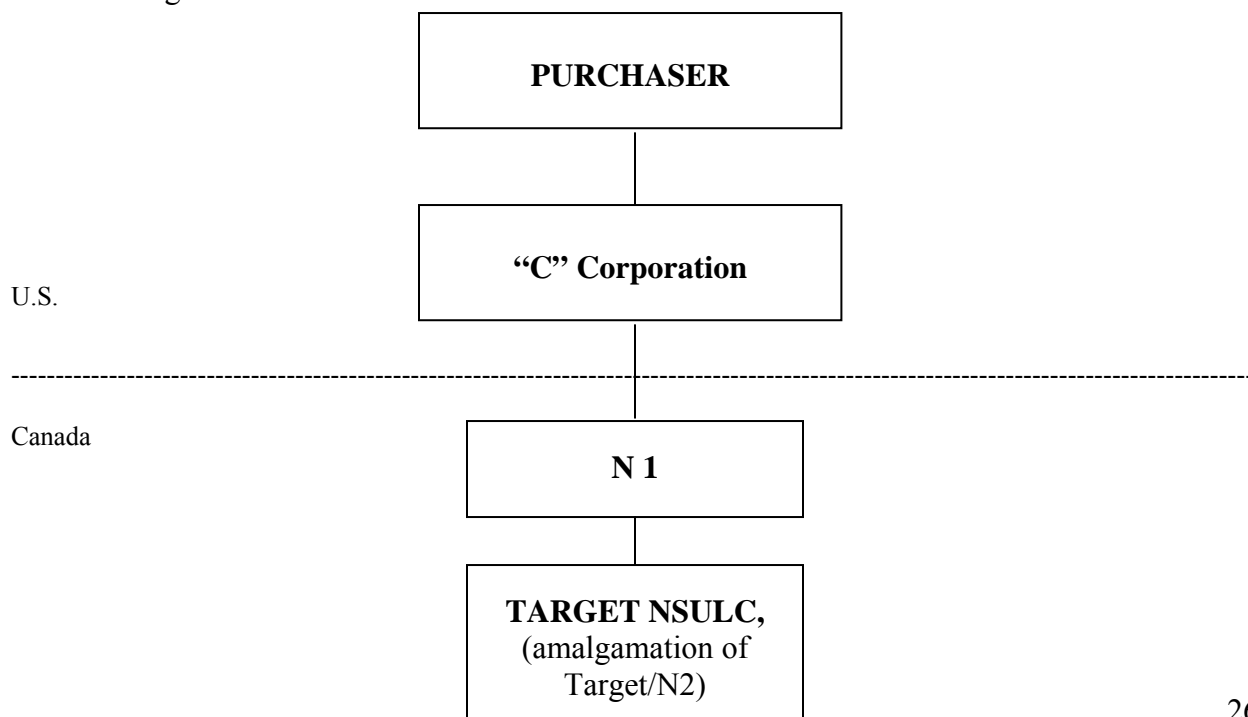 PURCHASER
“C” Corporation
U.S.
Canada
N 1
TARGET NSULC,
(amalgamation of
Target/N2)